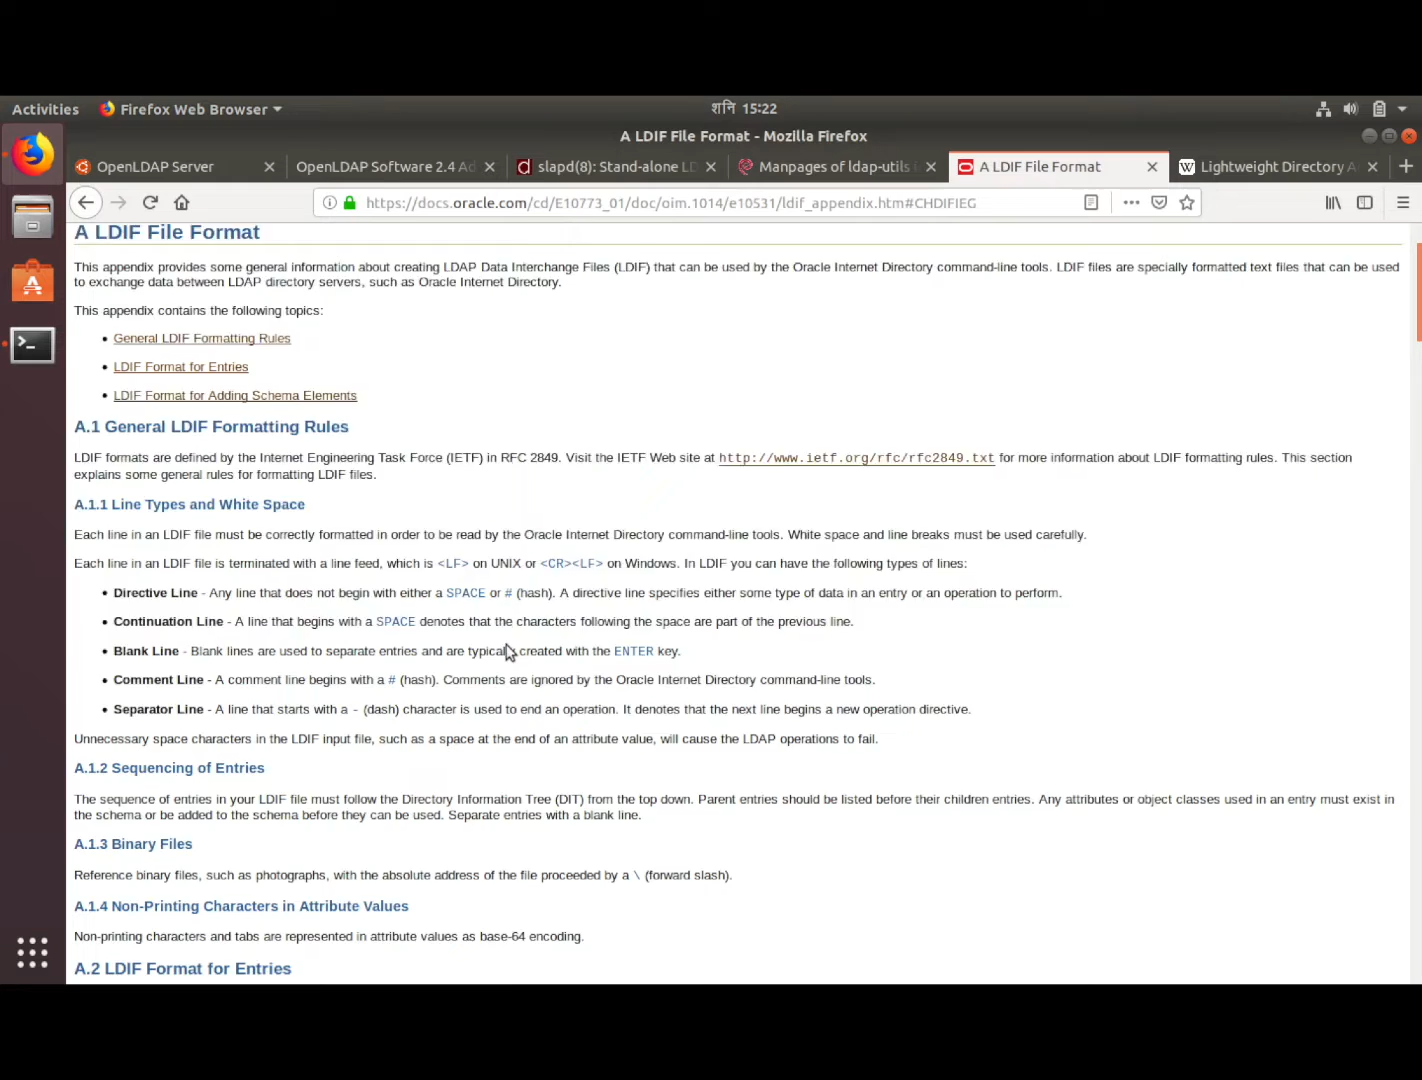 Activities Firefox Web Browser शनि 15:22
A LDIF File Format - Mozilla Firefox
OpenLDAP Server OpenLDAP Software 2.4 Ad slapd(8): Stand-alone LD Manpages of ldap-utils A LDIF File Format Lightweight Directory A
https://docs.oracle.com/cd/E10773_01/doc/oim.1014/e10531/ldif_appendix.htm#CHDIFIEG
A LDIF File Format
This appendix provides some general information about creating LDAP Data Interchange Files (LDIF) that can be used by the Oracle Internet Directory command-line tools. LDIF files are specially formatted text files that can be used
to exchange data between LDAP directory servers, such as Oracle Internet Directory.
This appendix contains the following topics:
• General LDIF Formatting Rules
• LDIF Format for Entries
• LDIF Format for Adding Schema Elements
A.1 General LDIF Formatting Rules
LDIF formats are defined by the Internet Engineering Task Force (IETF) in RFC 2849. Visit the IETF Web site at http://www.ietf.org/rfc/rfc2849.txt for more information about LDIF formatting rules. This section
explains some general rules for formatting LDIF files.
A.1.1 Line Types and White Space
Each line in an LDIF file must be correctly formatted in order to be read by the Oracle Internet Directory command-line tools. White space and line breaks must be used carefully.
Each line in an LDIF file is terminated with a line feed, which is <LF> on UNIX or <CR><LF> on Windows. In LDIF you can have the following types of lines:
• Directive Line - Any line that does not begin with either a SPACE or # (hash). A directive line specifies either some type of data in an entry or an operation to perform.
• Continuation Line - A line that begins with a SPACE denotes that the characters following the space are part of the previous line.
• Blank Line - Blank lines are used to separate entries and are typically created with the ENTER key.
• Comment Line - A comment line begins with a # (hash). Comments are ignored by the Oracle Internet Directory command-line tools.
• Separator Line - A line that starts with a - (dash) character is used to end an operation. It denotes that the next line begins a new operation directive.
Unnecessary space characters in the LDIF input file, such as a space at the end of an attribute value, will cause the LDAP operations to fail.
A.1.2 Sequencing of Entries
The sequence of entries in your LDIF file must follow the Directory Information Tree (DIT) from the top down. Parent entries should be listed before their children entries. Any attributes or object classes used in an entry must exist in
the schema or be added to the schema before they can be used. Separate entries with a blank line.
A.1.3 Binary Files
Reference binary files, such as photographs, with the absolute address of the file proceeded by a \ (forward slash).
A.1.4 Non-Printing Characters in Attribute Values
Non-printing characters and tabs are represented in attribute values as base-64 encoding.
A.2 LDIF Format for Entries